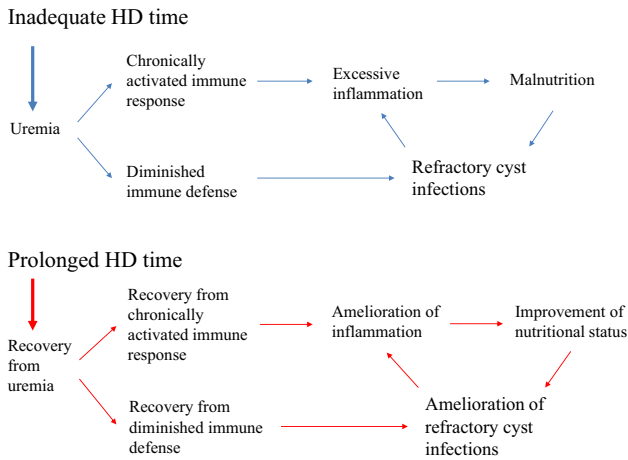 Inadequate HD time
Chronically
activated immune
response
Excessive
inflammation
Malnutrition
Uremia
Diminished
immune defense
Refractory cyst
infections
Prolonged HD time
Recovery from
chronically
activated immune
response
Amelioration of
inflammation
Improvement of
nutritional status
Recovery
from
uremia
Recovery from
diminished immune
defense
Amelioration of
refractory cyst
infections